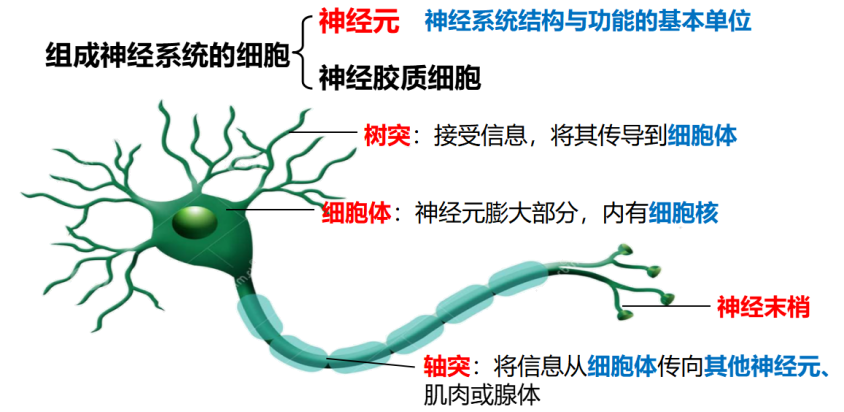 神经元 神经系统结构与功能的基本单位
组成神经系统的细胞
神经胶质细胞
树突：接受信息，将其传导到细胞体
细胞体：神经元膨大部分，内有细胞核
神经末梢
轴突：将信息从细胞体传向其他神经元、
肌肉或腺体